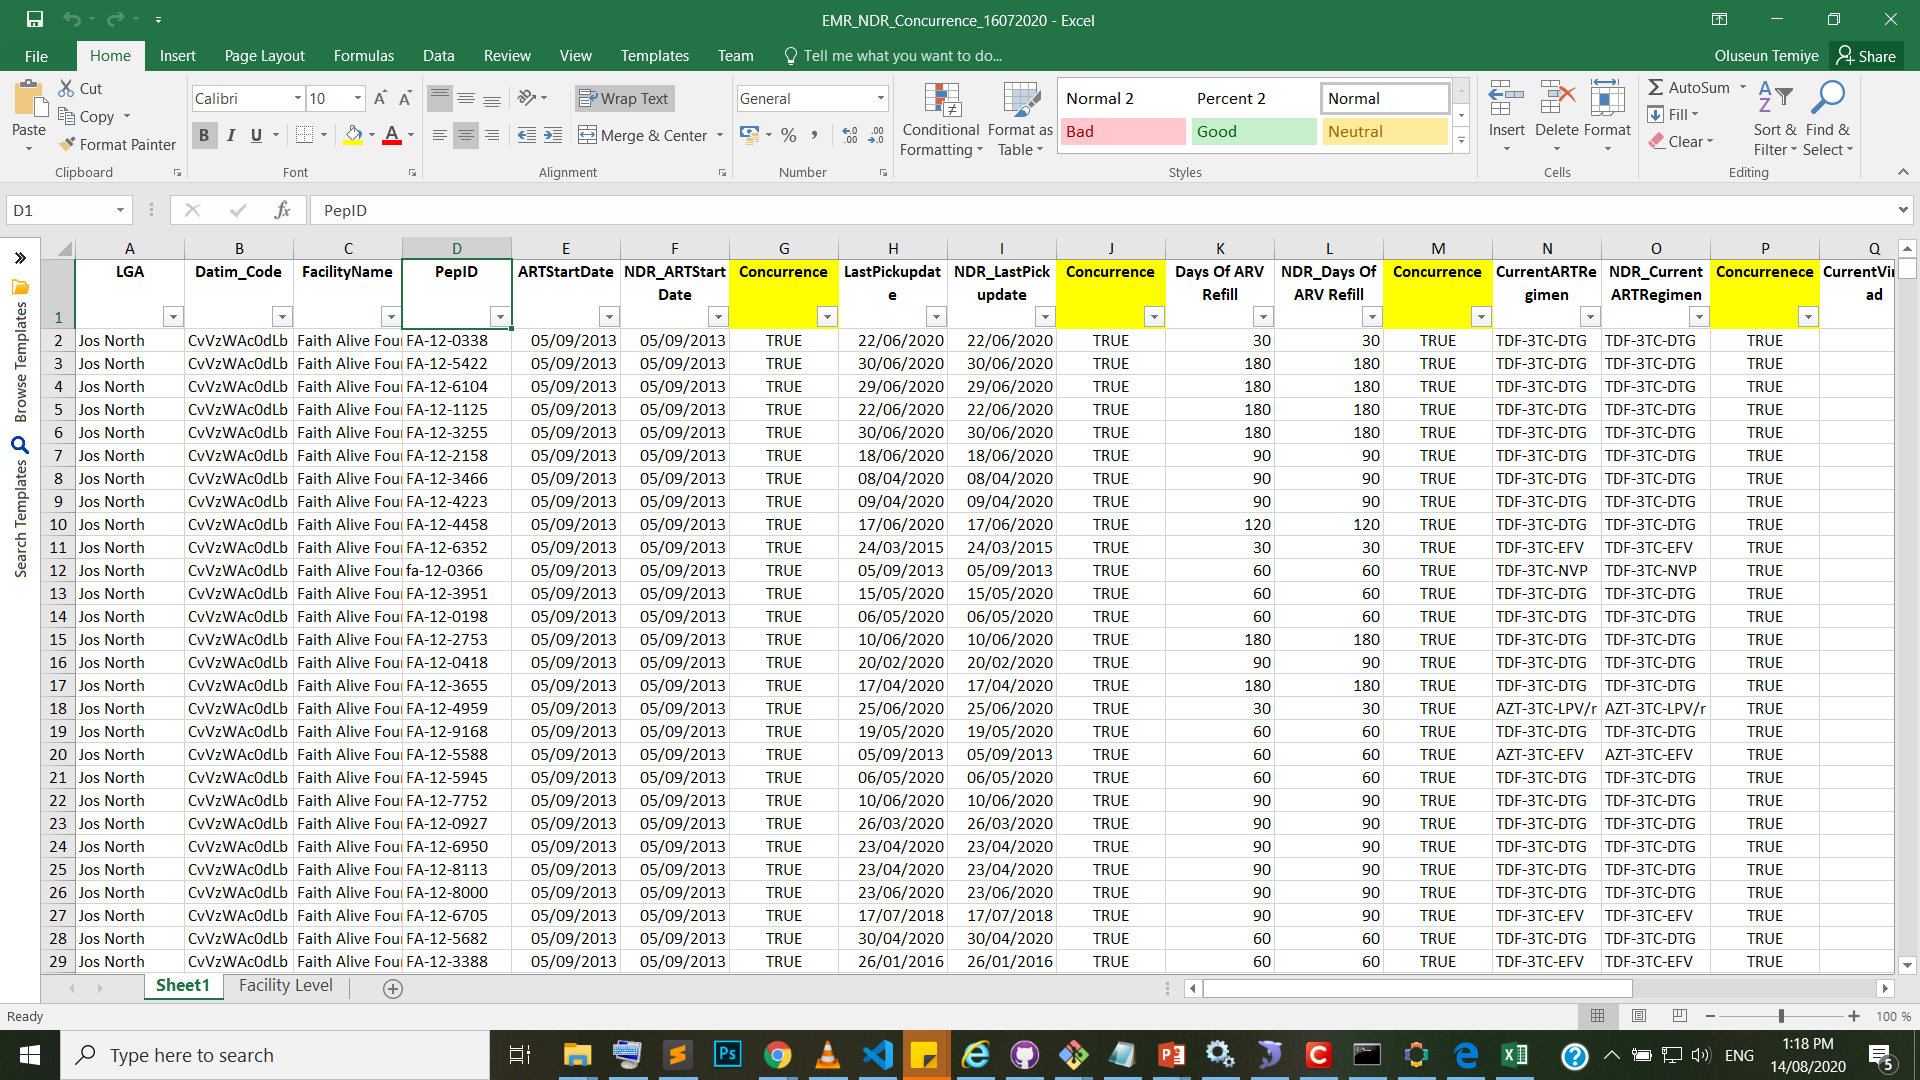 EMR_NDR_Concurrence_16072020 - Excel
File Home Insert Page Layout Formulas Data Review View Templates Team Tell me what you want to do... Oluseun Temiye Share
Paste Cut Copy Format Painter Clipboard
Calibri 10 B I U A Font
Wrap Text Merge & Center Alignment
General % , Number
Conditional Formatting Format as Table
Normal 2 Percent 2 Normal
Bad Good Neutral
Styles
Insert Delete Format Cells
AutoSum Fill Clear Sort & Filter Find & Select Editing
D1 fx PepID
Browse Templates
Search Templates
A B C D E F G H I J K L M N O P Q
1 LGA Datim_Code FacilityName PepID ARTStartDate NDR_ARTStart Date Concurrence LastPickupdat e NDR_LastPick update Concurrence Days Of ARV Refill NDR_Days Of ARV Refill Concurrence CurrentARTRe gimen NDR_Current ARTRegimen Concurrenece CurrentVi ad
2 Jos North CvVzWAc0dLb Faith Alive Fou FA-12-0338 05/09/2013 05/09/2013 TRUE 22/06/2020 22/06/2020 TRUE 30 30 TRUE TDF-3TC-DTG TDF-3TC-DTG TRUE
3 Jos North CvVzWAc0dLb Faith Alive Fou FA-12-5422 05/09/2013 05/09/2013 TRUE 30/06/2020 30/06/2020 TRUE 180 180 TRUE TDF-3TC-DTG TDF-3TC-DTG TRUE
4 Jos North CvVzWAc0dLb Faith Alive Fou FA-12-6104 05/09/2013 05/09/2013 TRUE 29/06/2020 29/06/2020 TRUE 180 180 TRUE TDF-3TC-DTG TDF-3TC-DTG TRUE
5 Jos North CvVzWAc0dLb Faith Alive Fou FA-12-1125 05/09/2013 05/09/2013 TRUE 22/06/2020 22/06/2020 TRUE 180 180 TRUE TDF-3TC-DTG TDF-3TC-DTG TRUE
6 Jos North CvVzWAc0dLb Faith Alive Fou FA-12-3255 05/09/2013 05/09/2013 TRUE 30/06/2020 30/06/2020 TRUE 180 180 TRUE TDF-3TC-DTG TDF-3TC-DTG TRUE
7 Jos North CvVzWAc0dLb Faith Alive Fou FA-12-2158 05/09/2013 05/09/2013 TRUE 18/06/2020 18/06/2020 TRUE 90 90 TRUE TDF-3TC-DTG TDF-3TC-DTG TRUE
8 Jos North CvVzWAc0dLb Faith Alive Fou FA-12-3466 05/09/2013 05/09/2013 TRUE 08/04/2020 08/04/2020 TRUE 90 90 TRUE TDF-3TC-DTG TDF-3TC-DTG TRUE
9 Jos North CvVzWAc0dLb Faith Alive Fou FA-12-4223 05/09/2013 05/09/2013 TRUE 09/04/2020 09/04/2020 TRUE 90 90 TRUE TDF-3TC-DTG TDF-3TC-DTG TRUE
10 Jos North CvVzWAc0dLb Faith Alive Fou FA-12-4458 05/09/2013 05/09/2013 TRUE 17/06/2020 17/06/2020 TRUE 120 120 TRUE TDF-3TC-DTG TDF-3TC-DTG TRUE
11 Jos North CvVzWAc0dLb Faith Alive Fou FA-12-6352 05/09/2013 05/09/2013 TRUE 24/03/2015 24/03/2015 TRUE 30 30 TRUE TDF-3TC-EFV TDF-3TC-EFV TRUE
12 Jos North CvVzWAc0dLb Faith Alive Fou fa-12-0366 05/09/2013 05/09/2013 TRUE 05/09/2013 05/09/2013 TRUE 60 60 TRUE TDF-3TC-NVP TDF-3TC-NVP TRUE
13 Jos North CvVzWAc0dLb Faith Alive Fou FA-12-3951 05/09/2013 05/09/2013 TRUE 15/05/2020 15/05/2020 TRUE 60 60 TRUE TDF-3TC-DTG TDF-3TC-DTG TRUE
14 Jos North CvVzWAc0dLb Faith Alive Fou FA-12-0198 05/09/2013 05/09/2013 TRUE 06/05/2020 06/05/2020 TRUE 60 60 TRUE TDF-3TC-DTG TDF-3TC-DTG TRUE
15 Jos North CvVzWAc0dLb Faith Alive Fou FA-12-2753 05/09/2013 05/09/2013 TRUE 10/06/2020 10/06/2020 TRUE 180 180 TRUE TDF-3TC-DTG TDF-3TC-DTG TRUE
16 Jos North CvVzWAc0dLb Faith Alive Fou FA-12-0418 05/09/2013 05/09/2013 TRUE 20/02/2020 20/02/2020 TRUE 90 90 TRUE TDF-3TC-DTG TDF-3TC-DTG TRUE
17 Jos North CvVzWAc0dLb Faith Alive Fou FA-12-3655 05/09/2013 05/09/2013 TRUE 17/04/2020 17/04/2020 TRUE 180 180 TRUE TDF-3TC-DTG TDF-3TC-DTG TRUE
18 Jos North CvVzWAc0dLb Faith Alive Fou FA-12-4959 05/09/2013 05/09/2013 TRUE 25/06/2020 25/06/2020 TRUE 30 30 TRUE AZT-3TC-LPV/r AZT-3TC-LPV/r TRUE
19 Jos North CvVzWAc0dLb Faith Alive Fou FA-12-9168 05/09/2013 05/09/2013 TRUE 19/05/2020 19/05/2020 TRUE 60 60 TRUE TDF-3TC-DTG TDF-3TC-DTG TRUE
20 Jos North CvVzWAc0dLb Faith Alive Fou FA-12-5588 05/09/2013 05/09/2013 TRUE 05/09/2013 05/09/2013 TRUE 60 60 TRUE AZT-3TC-EFV AZT-3TC-EFV TRUE
21 Jos North CvVzWAc0dLb Faith Alive Fou FA-12-5945 05/09/2013 05/09/2013 TRUE 06/05/2020 06/05/2020 TRUE 60 60 TRUE TDF-3TC-DTG TDF-3TC-DTG TRUE
22 Jos North CvVzWAc0dLb Faith Alive Fou FA-12-7752 05/09/2013 05/09/2013 TRUE 10/06/2020 10/06/2020 TRUE 90 90 TRUE TDF-3TC-DTG TDF-3TC-DTG TRUE
23 Jos North CvVzWAc0dLb Faith Alive Fou FA-12-0927 05/09/2013 05/09/2013 TRUE 26/03/2020 26/03/2020 TRUE 90 90 TRUE TDF-3TC-DTG TDF-3TC-DTG TRUE
24 Jos North CvVzWAc0dLb Faith Alive Fou FA-12-6950 05/09/2013 05/09/2013 TRUE 23/04/2020 23/04/2020 TRUE 90 90 TRUE TDF-3TC-DTG TDF-3TC-DTG TRUE
25 Jos North CvVzWAc0dLb Faith Alive Fou FA-12-8113 05/09/2013 05/09/2013 TRUE 23/04/2020 23/04/2020 TRUE 90 90 TRUE TDF-3TC-DTG TDF-3TC-DTG TRUE
26 Jos North CvVzWAc0dLb Faith Alive Fou FA-12-8000 05/09/2013 05/09/2013 TRUE 23/06/2020 23/06/2020 TRUE 90 90 TRUE TDF-3TC-DTG TDF-3TC-DTG TRUE
27 Jos North CvVzWAc0dLb Faith Alive Fou FA-12-6705 05/09/2013 05/09/2013 TRUE 17/07/2018 17/07/2018 TRUE 90 90 TRUE TDF-3TC-EFV TDF-3TC-EFV TRUE
28 Jos North CvVzWAc0dLb Faith Alive Fou FA-12-5682 05/09/2013 05/09/2013 TRUE 30/04/2020 30/04/2020 TRUE 60 60 TRUE TDF-3TC-DTG TDF-3TC-DTG TRUE
29 Jos North CvVzWAc0dLb Faith Alive Fou FA-12-3388 05/09/2013 05/09/2013 TRUE 26/01/2016 26/01/2016 TRUE 60 60 TRUE TDF-3TC-EFV TDF-3TC-EFV TRUE
Sheet1 Facility Level
Ready 100 %
Type here to search ENG 1:18 PM
14/08/2020 5